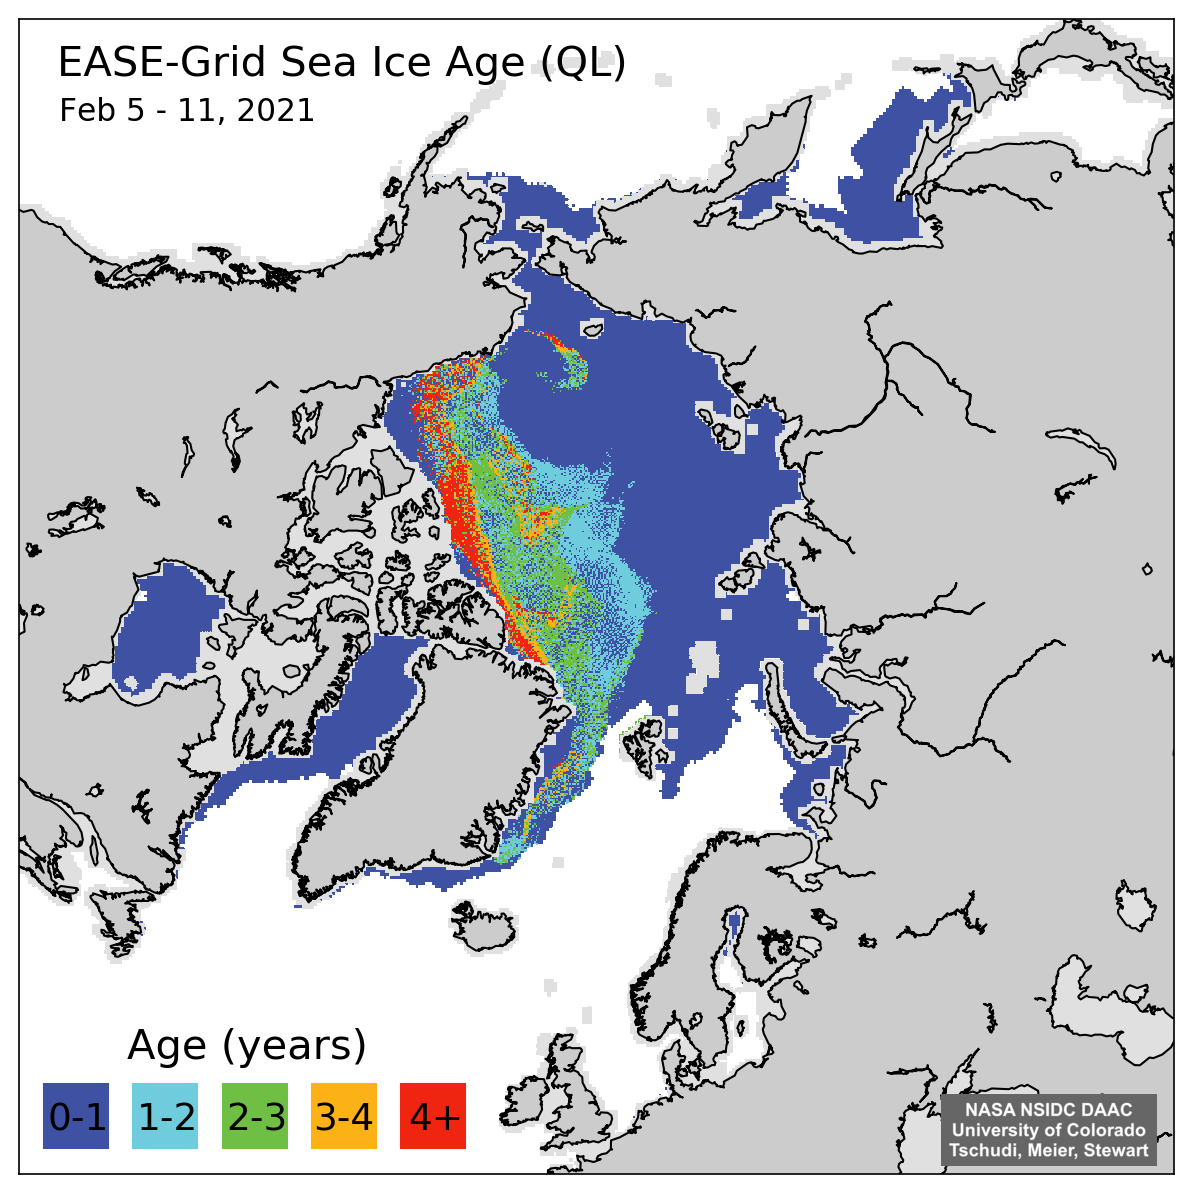 EASE-Grid Sea Ice Age (QL)
Feb 5 - 11, 2021
Age (years)
0-1 1-2 2-3 3-4 4+
NASA NSIDC DAAC
University of Colorado
Tschudi, Meier, Stewart